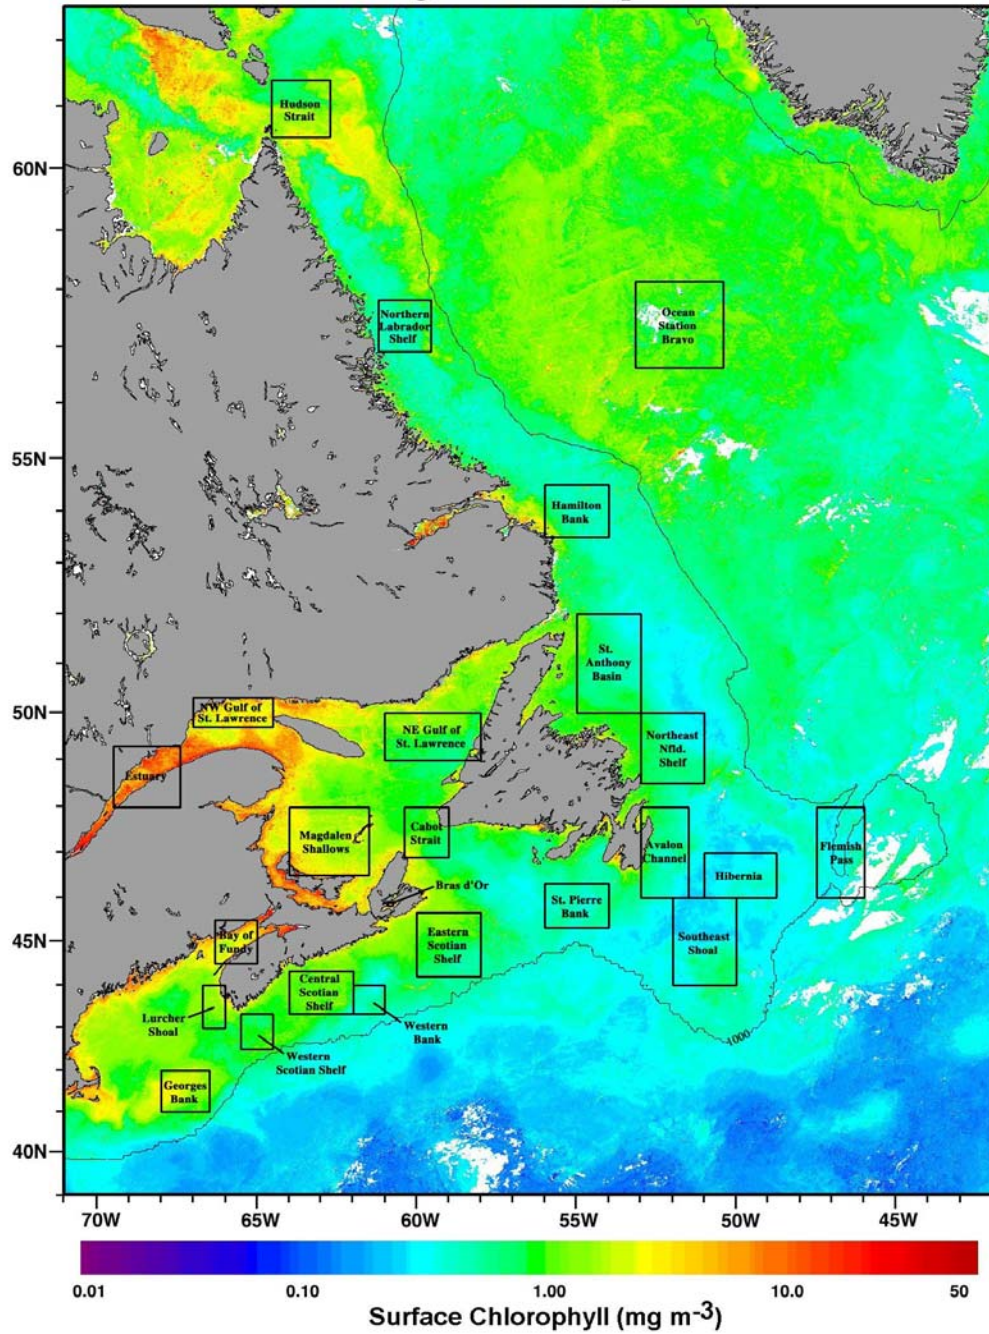 Hudson
Strait
60N
Northern
Labrador
Shelf
Ocean
Station
Bravo
55N
Hamilton
Bank
St.
Anthony
Basin
50N
NW Gulf of
St. Lawrence
NE Gulf of
St. Lawrence
Northeast
Nfld.
Shelf
Estuary
Magdalen
Shallows
Cabot
Strait
Avalon
Channel
Flemish
Pass
Hibernia
Bras d'Or
St. Pierre
Bank
45N
Bay of
Fundy
Eastern
Scotian
Shelf
Southeast
Shoal
Central
Scotian
Shelf
Lurcher
Shoal
Western
Bank
1000
Western
Scotian Shelf
Georges
Bank
40N
70W 65W 60W 55W 50W 45W
0.01 0.10 1.00 10.0 50
Surface Chlorophyll (mg m-3)